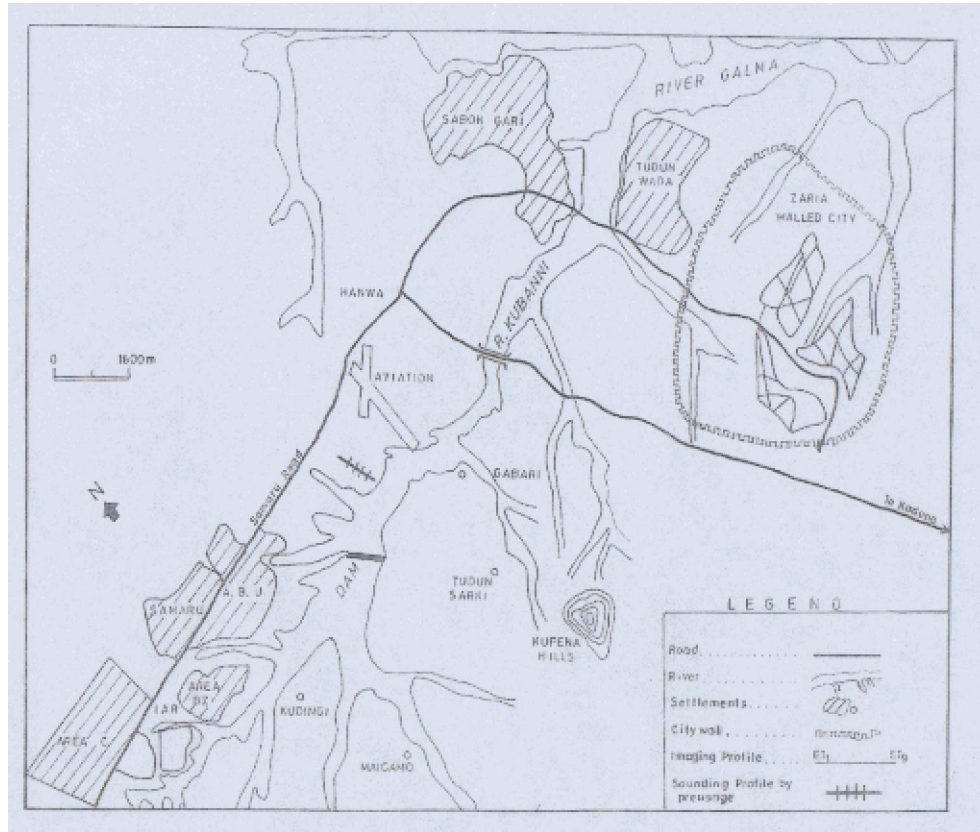 RIVER GALMA
SABON GARI
TUDUN
WADA
ZARIA
WALLED CITY
HANWA
R. KUBANNI
0 1600m
AVIATION
Samaru Road
GABARI
To Kaduna
N
DAM
A. B. U.
SAMARU
TUDUN
SARKI
KUFENA
HILLS
AREA
BZ
KUDINGI
IAR
AREA C
MAIGANO
LEGEND
Road
River
Settlements
City wall
Imaging Profile EI1 EI9
Sounding Profile by